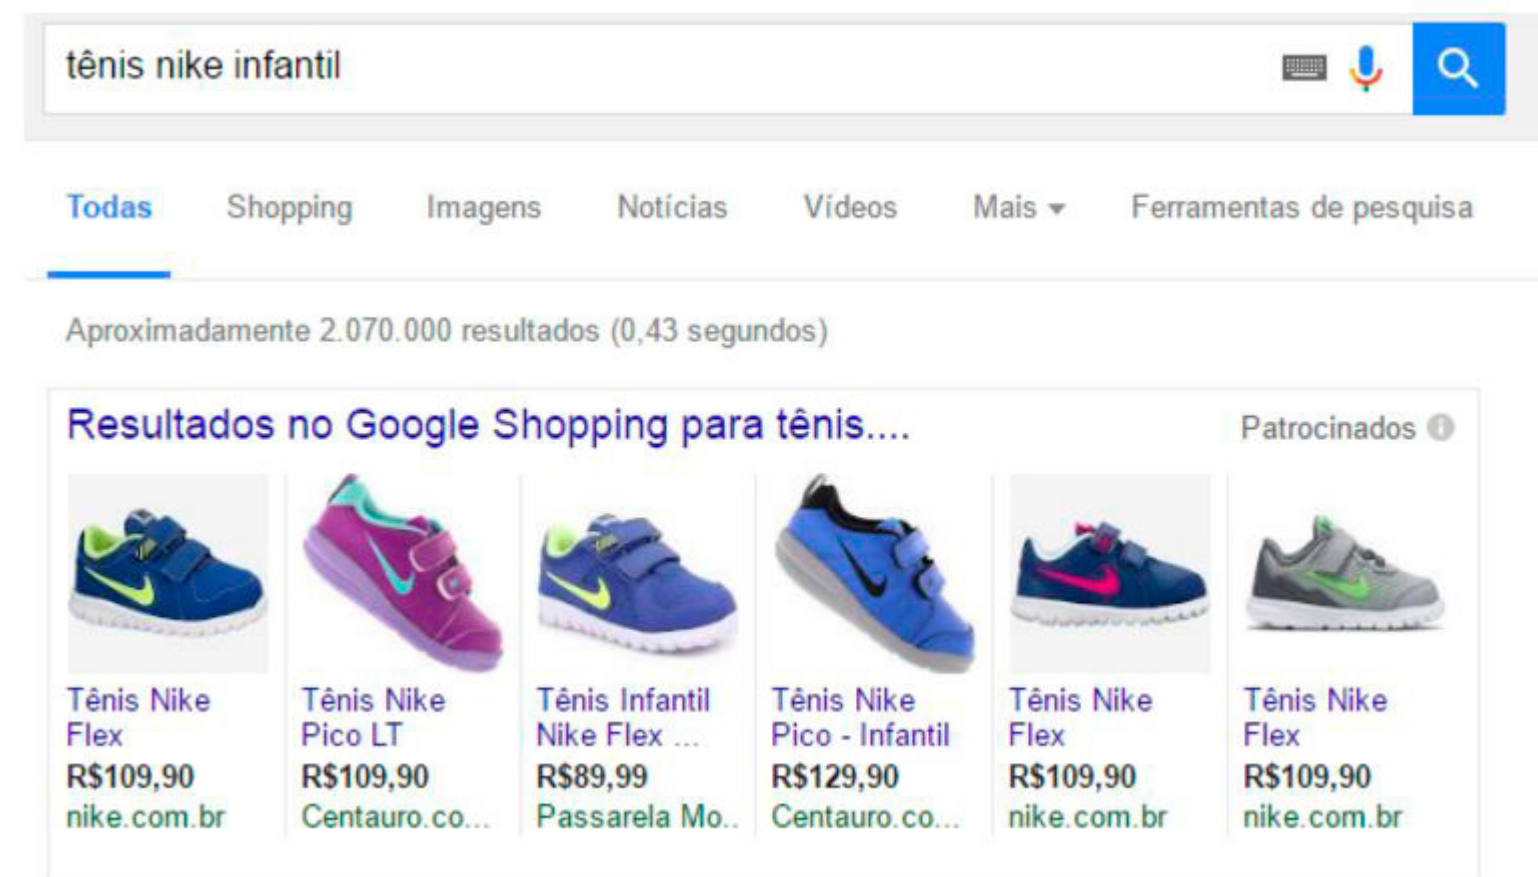 tênis nike infantil
Todas Shopping Imagens Notícias Vídeos Mais Ferramentas de pesquisa
Aproximadamente 2.070.000 resultados (0,43 segundos)
Resultados no Google Shopping para tênis....
Patrocinados
Tênis Nike
Flex
R$109,90
nike.com.br
Tênis Nike
Pico LT
R$109,90
Centauro.co...
Tênis Infantil
Nike Flex ...
R$89,99
Passarela Mo..
Tênis Nike
Pico - Infantil
R$129,90
Centauro.co...
Tênis Nike
Flex
R$109,90
nike.com.br
Tênis Nike
Flex
R$109,90
nike.com.br